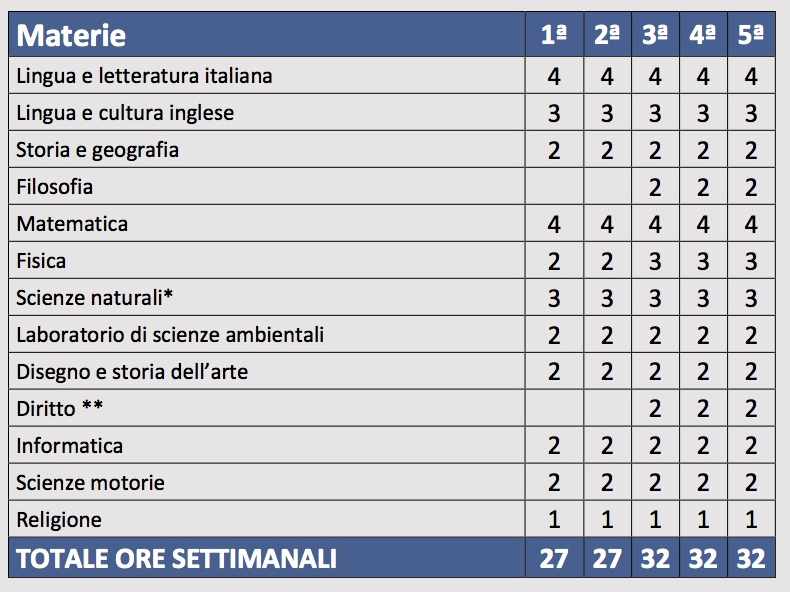 Materie 1ª 2ª 3ª 4ª 5ª
Lingua e letteratura italiana 4 4 4 4 4
Lingua e cultura inglese 3 3 3 3 3
Storia e geografia 2 2 2 2 2
Filosofia 2 2 2
Matematica 4 4 4 4 4
Fisica 2 2 3 3 3
Scienze naturali* 3 3 3 3 3
Laboratorio di scienze ambientali 2 2 2 2 2
Disegno e storia dell’arte 2 2 2 2 2
Diritto ** 2 2 2
Informatica 2 2 2 2 2
Scienze motorie 2 2 2 2 2
Religione 1 1 1 1 1
TOTALE ORE SETTIMANALI 27 27 32 32 32